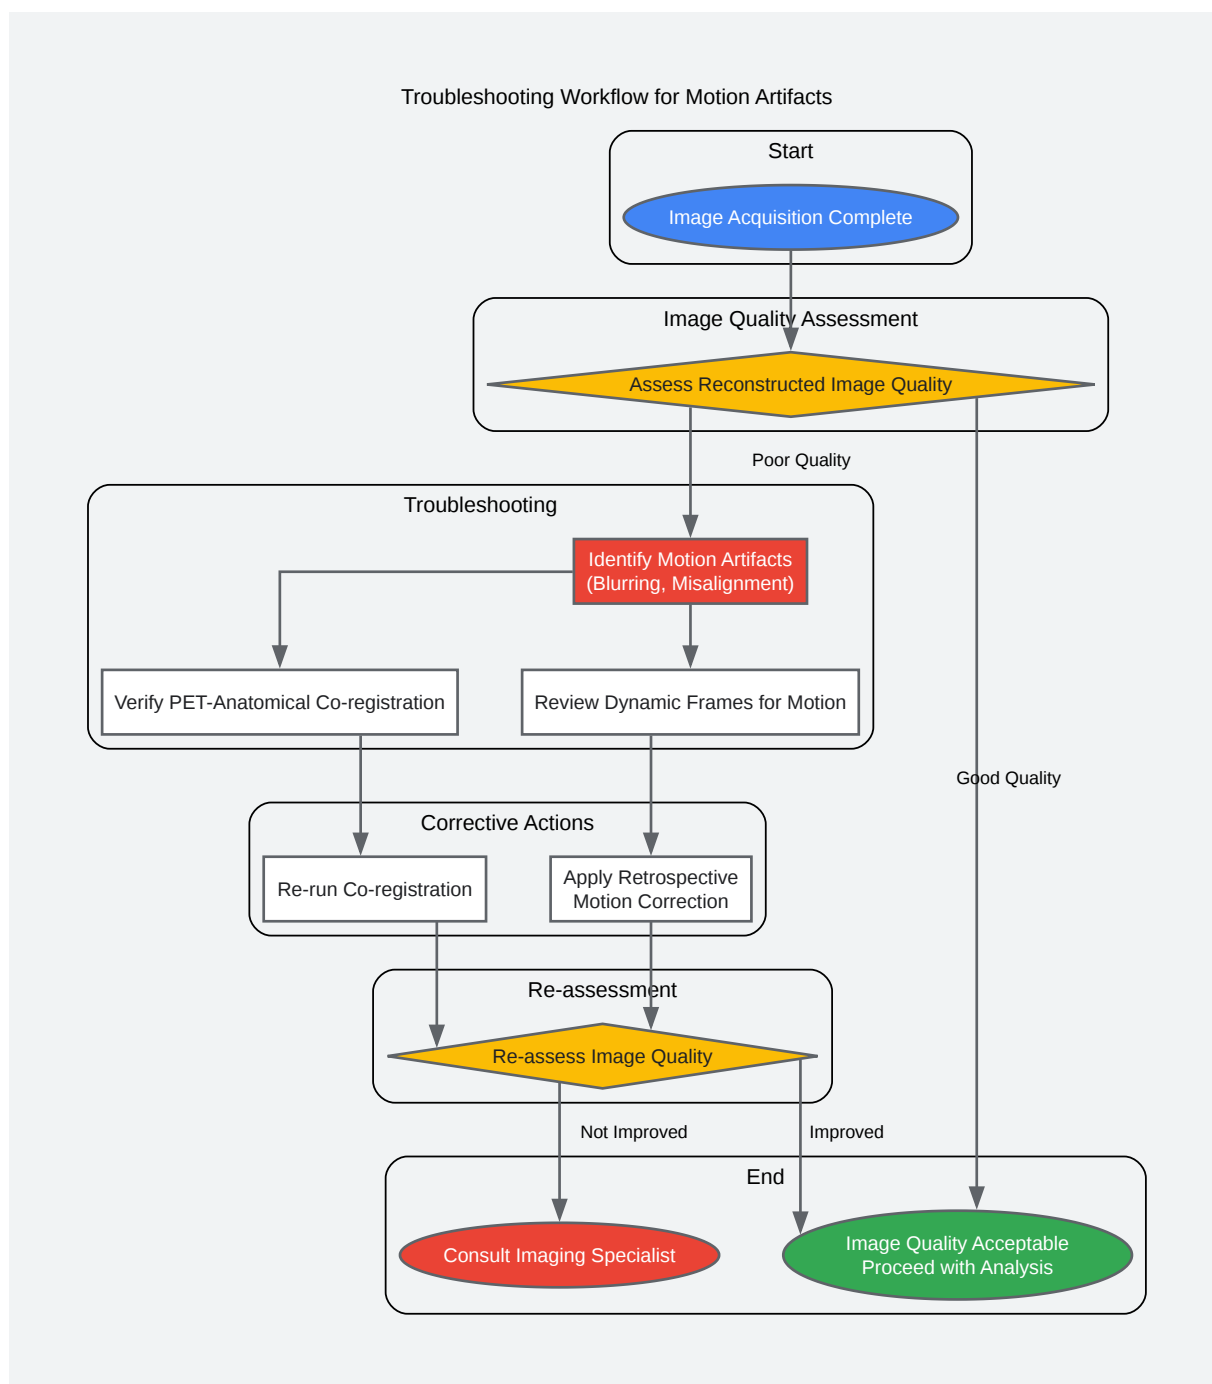 Troubleshooting Workflow for Motion Artifacts
Start
Image Acquisition Complete
Image Quality Assessment
Assess Reconstructed Image Quality
Poor Quality
Troubleshooting
Identify Motion Artifacts
(Blurring, Misalignment)
Verify PET-Anatomical Co-registration
Review Dynamic Frames for Motion
Good Quality
Corrective Actions
Re-run Co-registration
Apply Retrospective
Motion Correction
Re-assessment
Re-assess Image Quality
Not Improved
Improved
End
Consult Imaging Specialist
Image Quality Acceptable
Proceed with Analysis